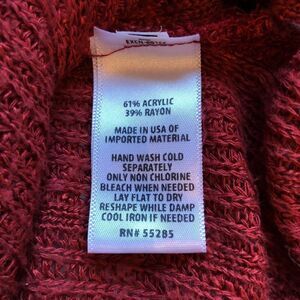 61% ACRYLIC
39% RAYON
MADE IN USA OF
IMPORTED MATERIAL
HAND WASH COLD
SEPARATELY
ONLY NON CHLORINE
BLEACH WHEN NEEDED
LAY FLAT TO DRY
RESHAPE WHILE DAMP
COOL IRON IF NEEDED
RN# 55285